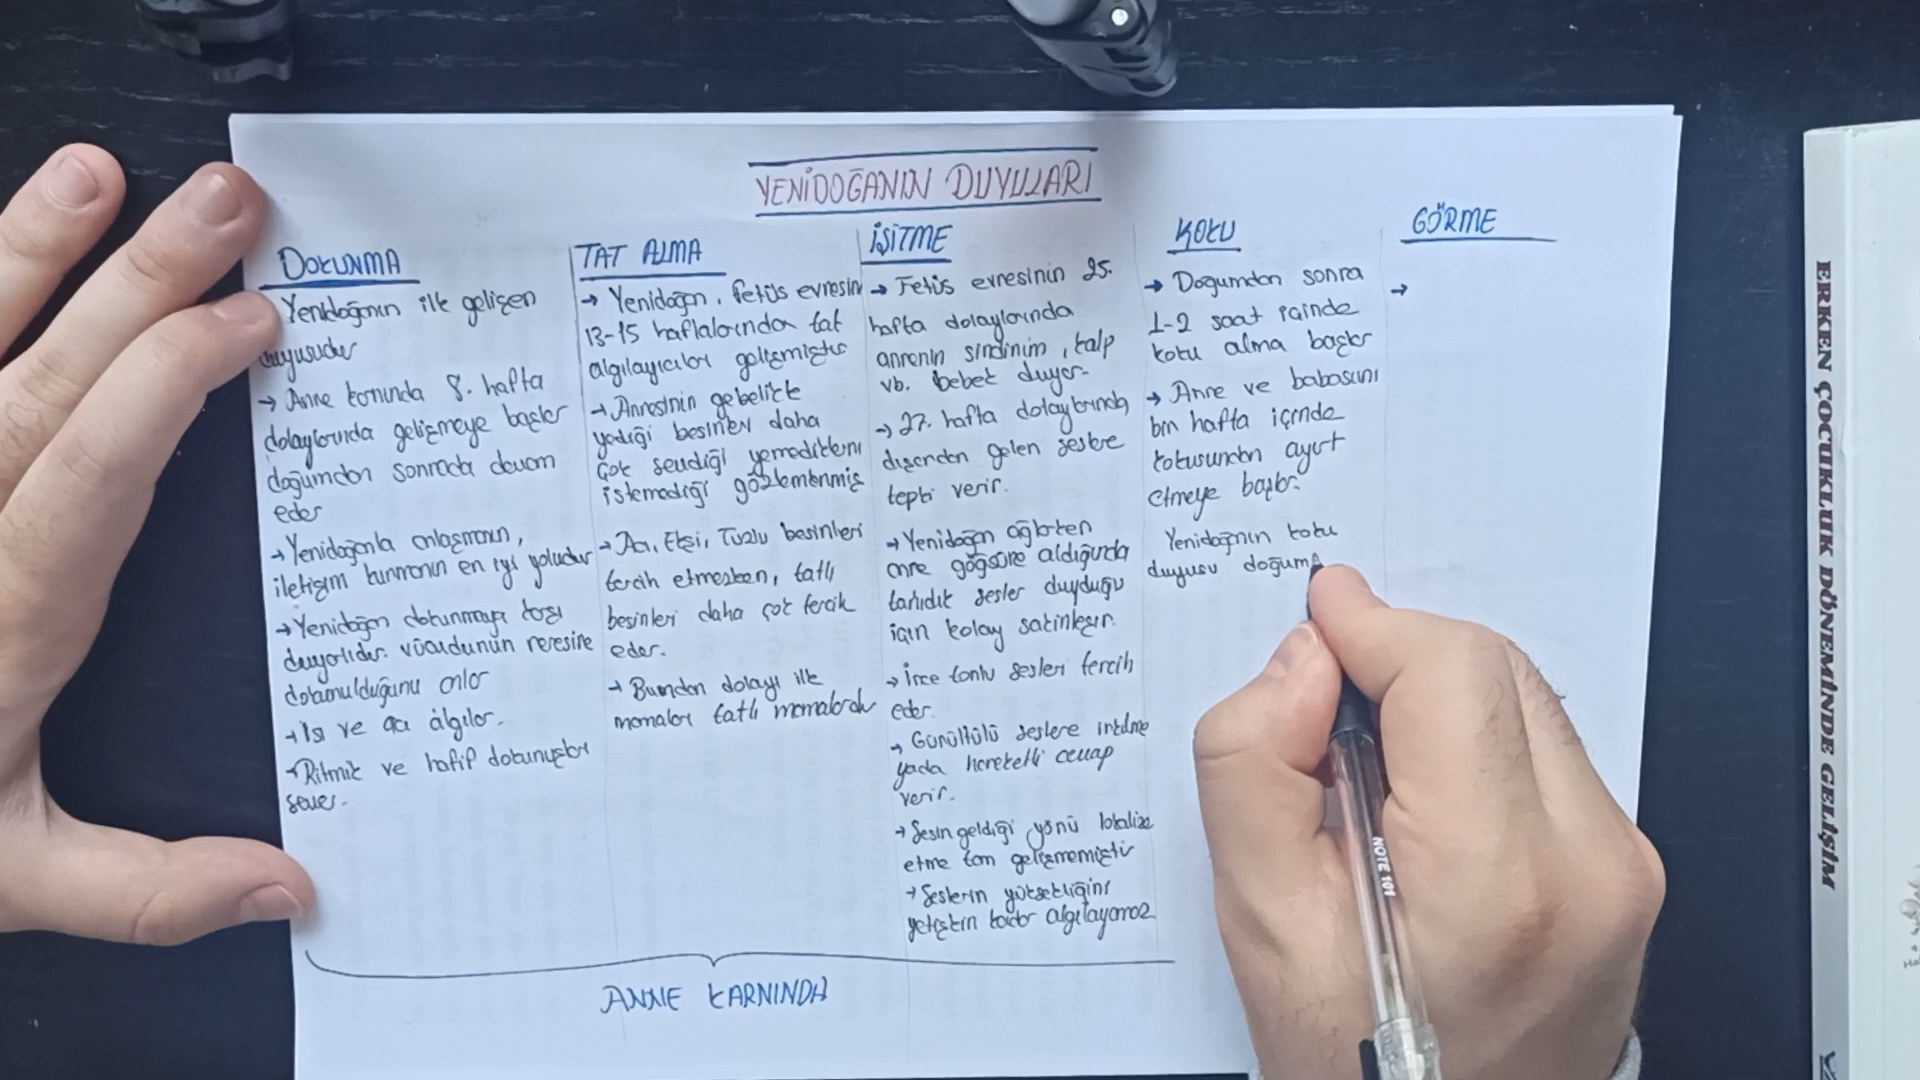 YENİDOĞANIN DUYULARI
DOKUNMA
Yenidoğanın ilk gelişen
duyusudur
→ Anne karnında 8. hafta
dolaylarında gelişmeye başlar
doğumdan sonrada devam
eder
→ Yenidoğanla anlaşmanın,
iletişim kurmanın en iyi yoludur
→ Yenidoğan dokunmaya karşı
duyarlıdır. vücudunun neresine
dokunulduğunu anlar
→ Isı ve acı algılar.
→ Ritmik ve hafif dokunuşları
sever.
TAT ALMA
→ Yenidoğan, fetüs evresin
13-15 haftalarında tat
algılayıcıları gelişmiştir
→ Annesinin gebelikte
yediği besinleri daha
çok sevdiği yemediklerini
istemediği gözlemlenmiş
→ Acı, Ekşi, Tuzlu besinleri
tercih etmezken, tatlı
besinleri daha çok tercih
eder.
→ Bundan dolayı ilk
mamaları tatlı mamalardır
İŞİTME
→ Fetüs evresinin 25.
hafta dolaylarında
annenin sindirim, kalp
vb. bebek duyar.
→ 27. hafta dolaylarında
dışarıdan gelen seslere
tepki verir.
→ Yenidoğan ağlarken
anne göğsüne aldığında
tanıdık sesler duyduğu
için kolay sakinleşir.
→ İnce tonlu sesleri tercih
eder.
→ Gürültülü seslere irkilme
yada hareketli cevap
verir.
→ Sesin geldiği yönü lokalize
etme tam gelişmemiştir
→ Seslerin yüksekliğini
yetişkin kadar algılayamaz
KOKU
→ Doğumdan sonra
1-2 saat içinde
koku alma başlar
→ Anne ve babasını
bir hafta içinde
kokusundan ayırt
etmeye başlar.
Yenidoğanın koku
duyusu doğum
GÖRME
→
ANNE KARNINDA
NOTE 101
ERKEN ÇOCUKLUK DÖNEMİNDE GELİŞİM